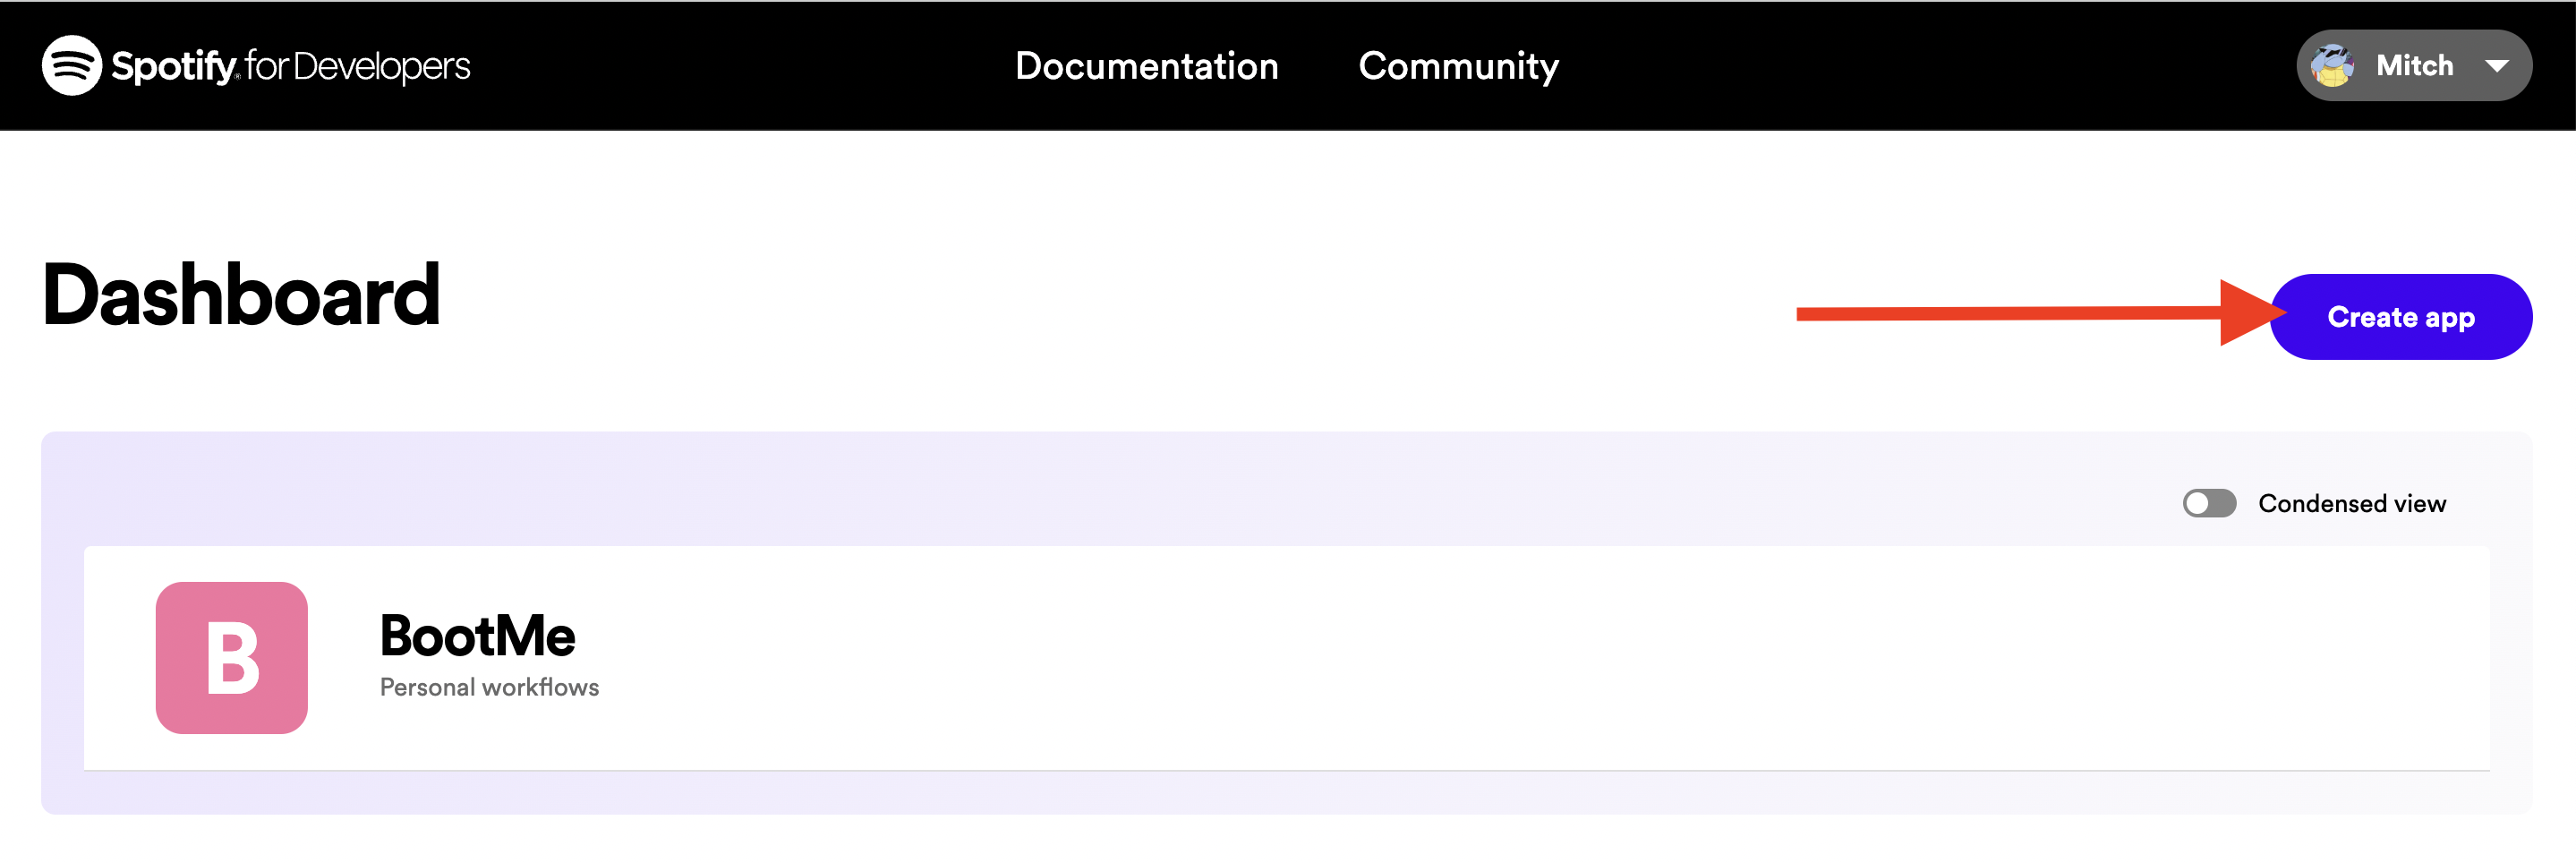 Spotify® for Developers
Documentation
Community
Mitch
Dashboard
Create app
Condensed view
B
BootMe
Personal workflows